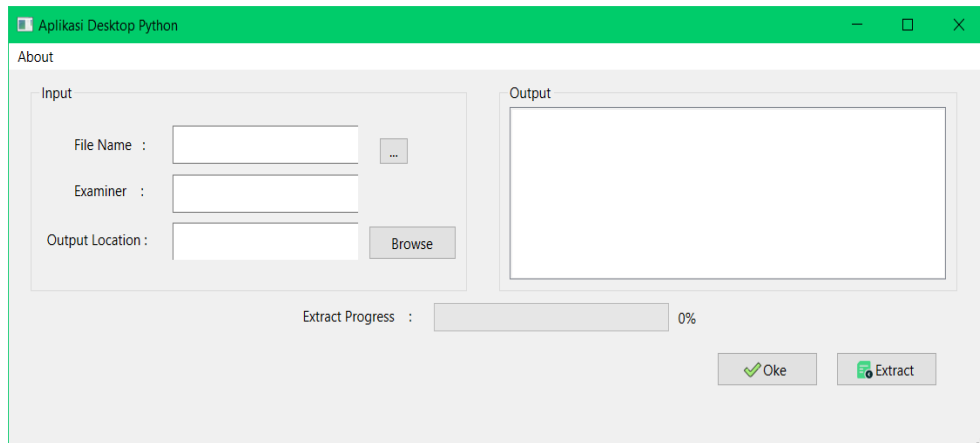 Aplikasi Desktop Python
About
Input
File Name :
...
Examiner :
Output Location :
Browse
Output
Extract Progress :
0%
Oke
Extract